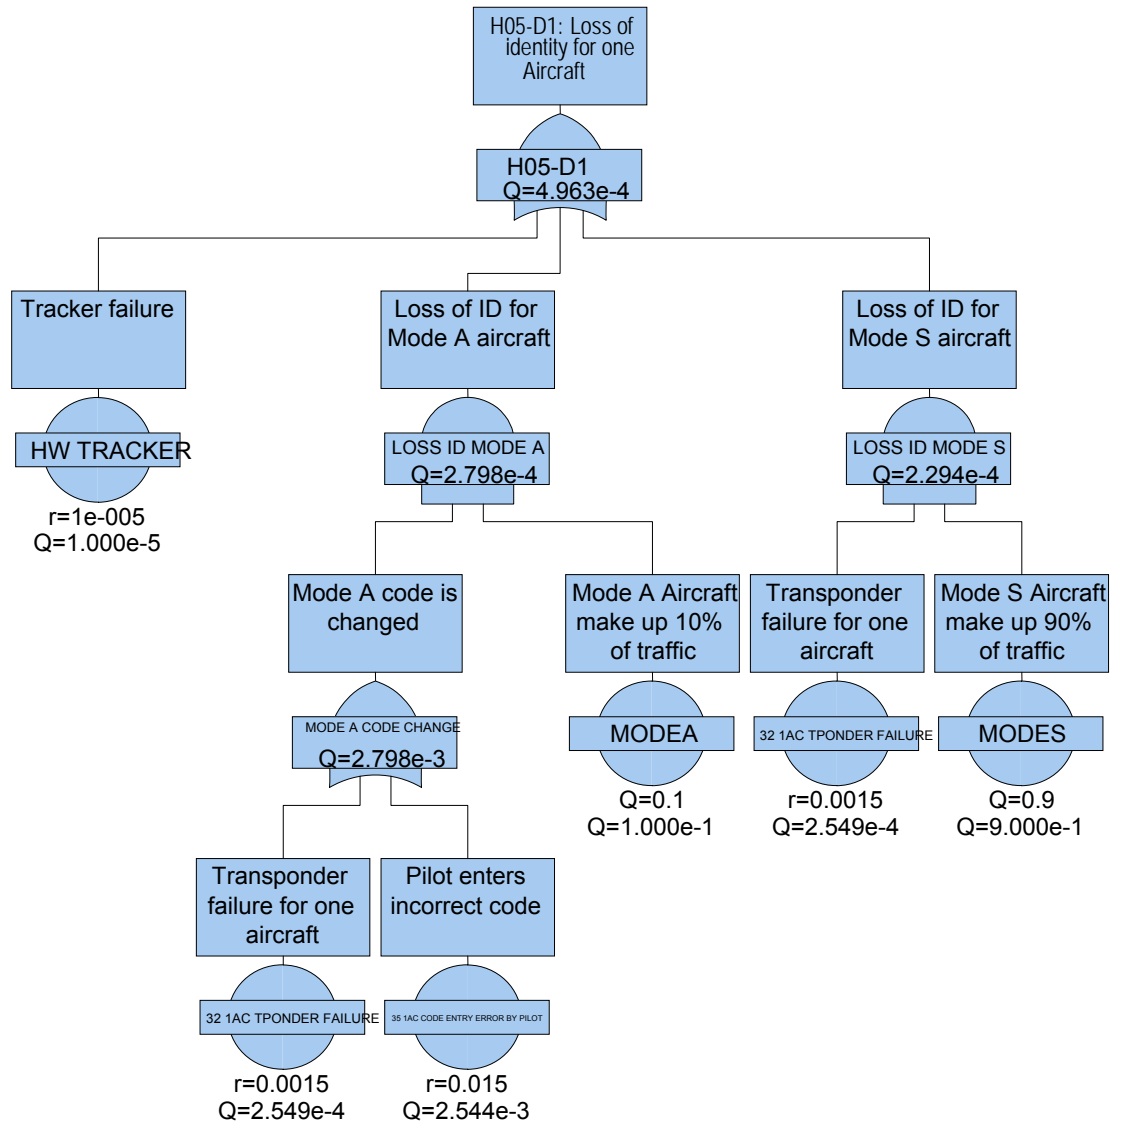 H05-D1: Loss of
identity for one
Aircraft
H05-D1
Q=4.963e-4
Tracker failure
HW TRACKER
r=1e-005
Q=1.000e-5
Loss of ID for
Mode A aircraft
LOSS ID MODE A
Q=2.798e-4
Loss of ID for
Mode S aircraft
LOSS ID MODE S
Q=2.294e-4
Mode A code is
changed
MODE A CODE CHANGE
Q=2.798e-3
Mode A Aircraft
make up 10%
of traffic
MODEA
Q=0.1
Q=1.000e-1
Transponder
failure for one
aircraft
32 1AC TPONDER FAILURE
r=0.0015
Q=2.549e-4
Mode S Aircraft
make up 90%
of traffic
MODES
Q=0.9
Q=9.000e-1
Transponder
failure for one
aircraft
32 1AC TPONDER FAILURE
r=0.0015
Q=2.549e-4
Pilot enters
incorrect code
35 1AC CODE ENTRY ERROR BY PILOT
r=0.015
Q=2.544e-3